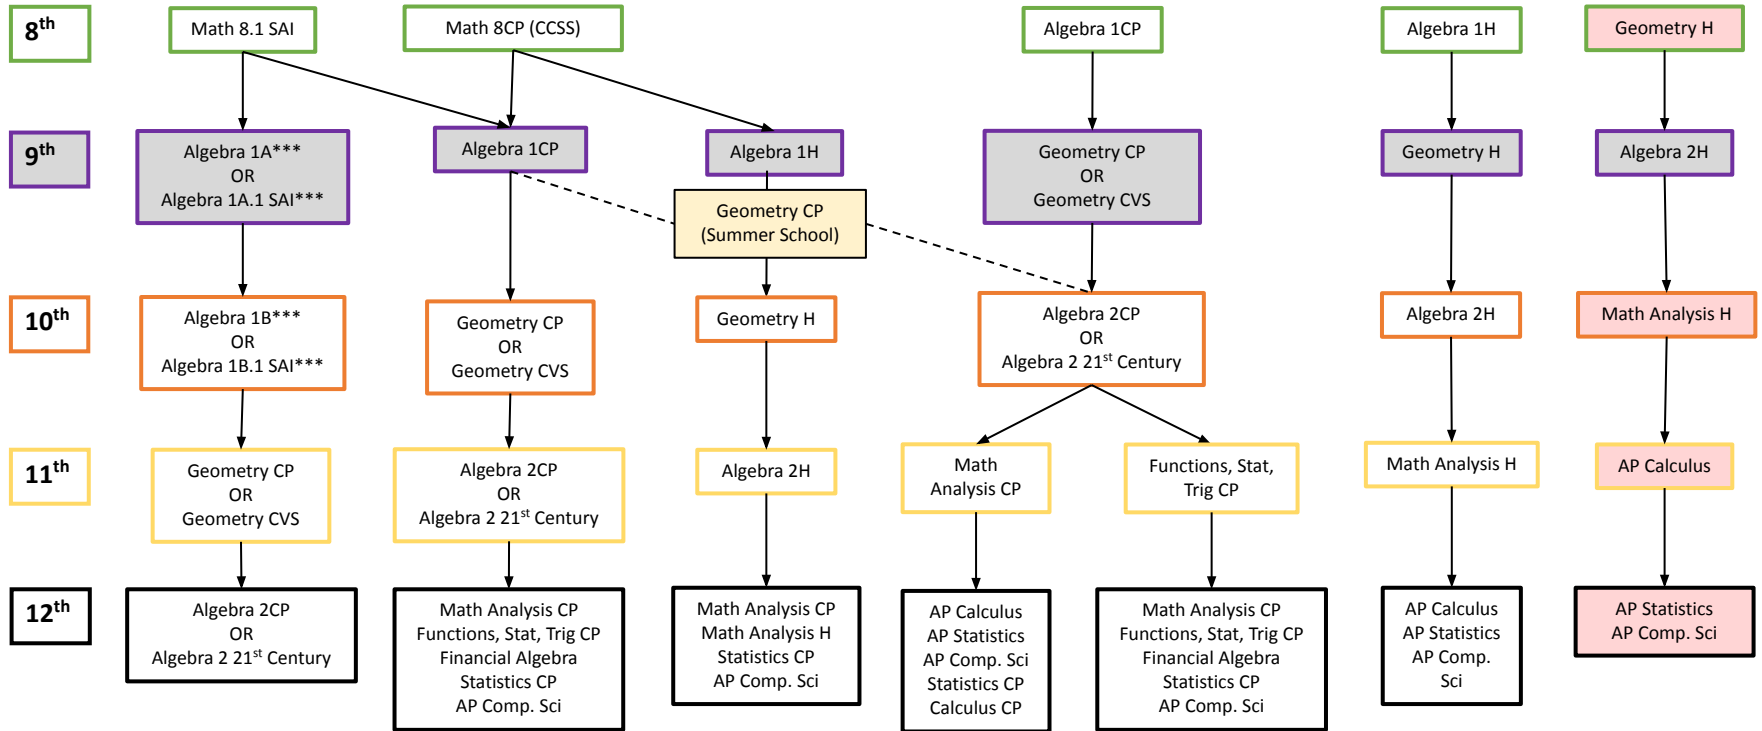 8th
Math 8.1 SAI
Math 8CP (CCSS)
Algebra 1CP
Algebra 1H
Geometry H
9th
Algebra 1A***
OR
Algebra 1A.1 SAI***
Algebra 1CP
Algebra 1H
Geometry CP
OR
Geometry CVS
Geometry H
Algebra 2H
Geometry CP
(Summer School)
10th
Algebra 1B***
OR
Algebra 1B.1 SAI***
Geometry CP
OR
Geometry CVS
Geometry H
Algebra 2CP
OR
Algebra 2 21st Century
Algebra 2H
Math Analysis H
11th
Geometry CP
OR
Geometry CVS
Algebra 2CP
OR
Algebra 2 21st Century
Algebra 2H
Math
Analysis CP
Functions, Stat,
Trig CP
Math Analysis H
AP Calculus
12th
Algebra 2CP
OR
Algebra 2 21st Century
Math Analysis CP
Functions, Stat, Trig CP
Financial Algebra
Statistics CP
AP Comp. Sci
Math Analysis CP
Math Analysis H
Statistics CP
AP Comp. Sci
AP Calculus
AP Statistics
AP Comp. Sci
Statistics CP
Calculus CP
Math Analysis CP
Functions, Stat, Trig CP
Financial Algebra
Statistics CP
AP Comp. Sci
AP Calculus
AP Statistics
AP Comp.
Sci
AP Statistics
AP Comp. Sci